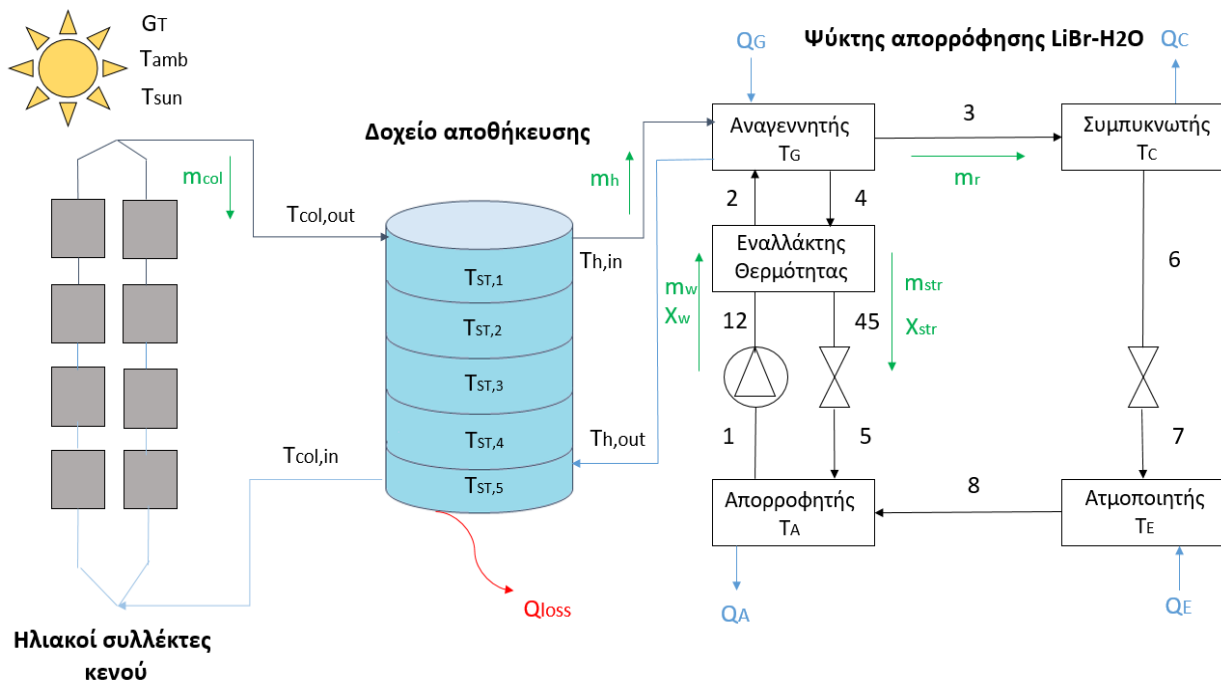 GT
Tamb
Tsun
Ψύκτης απορρόφησης LiBr-H2O
QG
QC
Δοχείο αποθήκευσης
Αναγεννητής
TG
3
Συμπυκνωτής
TC
mcol
mh
mr
2
4
Tcol,out
Th,in
Εναλλάκτης
Θερμότητας
6
TST,1
mw
Xw
mstr
Xstr
12
45
TST,2
TST,3
TST,4
TST,5
Tcol,in
Th,out
1
5
7
Απορροφητής
TA
8
Ατμοποιητής
TE
Qloss
QA
QE
Ηλιακοί συλλέκτες
κενού